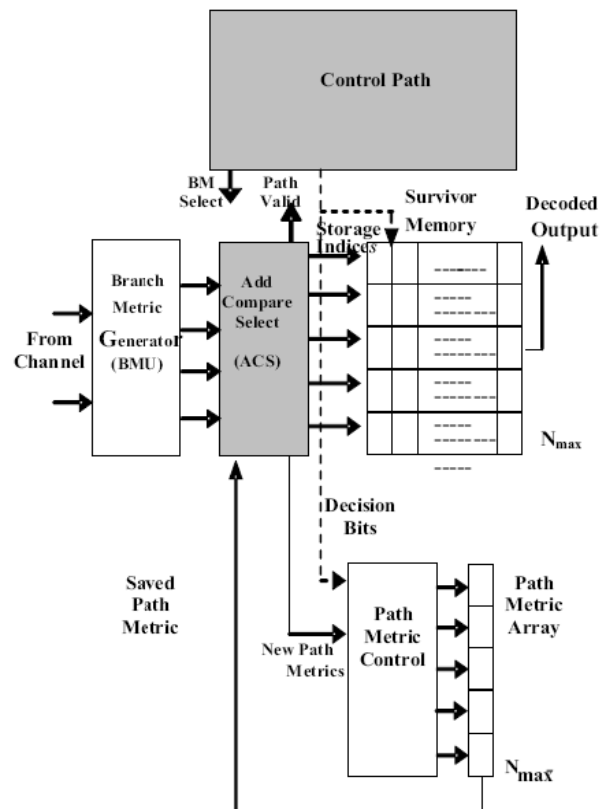 Control Path
BM
Select
Path
Valid
Survivor
Memory
Decoded
Output
Storage
Indices
Branch
Metric
Generator
(BMU)
Add
Compare
Select
(ACS)
From
Channel
Nmax
Decision
Bits
Saved
Path
Metric
New Path
Metrics
Path
Metric
Control
Path
Metric
Array
Nmax